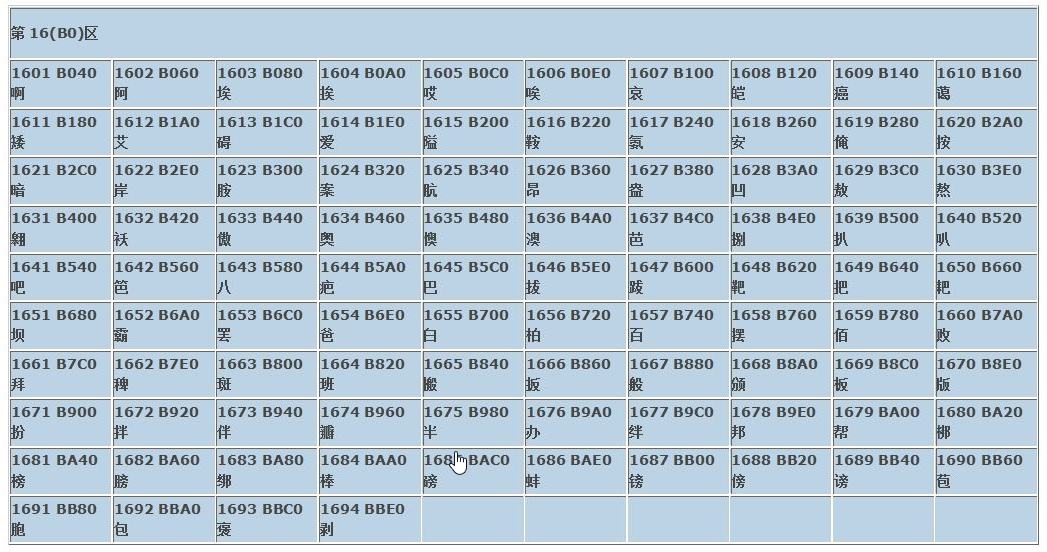 第 16(B0)区
1601 B040 1602 B060 1603 B080 1604 B0A0 1605 B0C0 1606 B0E0 1607 B100 1608 B120 1609 B140 1610 B160
啊 阿 埃 挨 哎 唉 哀 皑 癌 蔼
1611 B180 1612 B1A0 1613 B1C0 1614 B1E0 1615 B200 1616 B220 1617 B240 1618 B260 1619 B280 1620 B2A0
矮 艾 碍 爱 隘 鞍 氨 安 俺 按
1621 B2C0 1622 B2E0 1623 B300 1624 B320 1625 B340 1626 B360 1627 B380 1628 B3A0 1629 B3C0 1630 B3E0
暗 岸 胺 案 肮 昂 盎 凹 敖 熬
1631 B400 1632 B420 1633 B440 1634 B460 1635 B480 1636 B4A0 1637 B4C0 1638 B4E0 1639 B500 1640 B520
翱 袄 傲 奥 懊 澳 芭 捌 扒 叭
1641 B540 1642 B560 1643 B580 1644 B5A0 1645 B5C0 1646 B5E0 1647 B600 1648 B620 1649 B640 1650 B660
吧 笆 八 疤 巴 拔 跋 靶 把 耙
1651 B680 1652 B6A0 1653 B6C0 1654 B6E0 1655 B700 1656 B720 1657 B740 1658 B760 1659 B780 1660 B7A0
坝 霸 罢 爸 白 柏 百 摆 佰 败
1661 B7C0 1662 B7E0 1663 B800 1664 B820 1665 B840 1666 B860 1667 B880 1668 B8A0 1669 B8C0 1670 B8E0
拜 稗 斑 班 搬 扳 般 颁 板 版
1671 B900 1672 B920 1673 B940 1674 B960 1675 B980 1676 B9A0 1677 B9C0 1678 B9E0 1679 BA00 1680 BA20
扮 拌 伴 瓣 半 办 绊 邦 帮 梆
1681 BA40 1682 BA60 1683 BA80 1684 BAA0 168 BAC0 1686 BAE0 1687 BB00 1688 BB20 1689 BB40 1690 BB60
榜 膀 绑 棒 磅 蚌 镑 傍 谤 苞
1691 BB80 1692 BBA0 1693 BBC0 1694 BBE0
胞 包 褒 剥